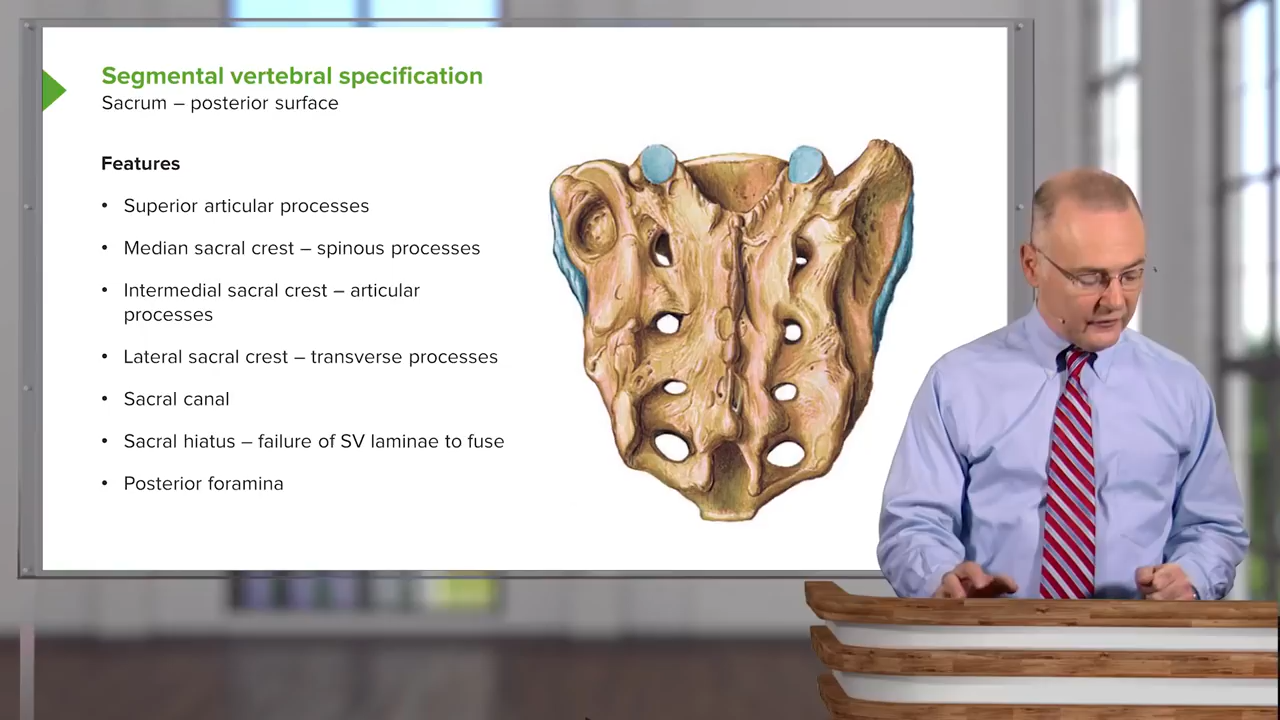 Segmental vertebral specification
Sacrum – posterior surface
Features
• Superior articular processes
• Median sacral crest – spinous processes
• Intermedial sacral crest – articular
processes
• Lateral sacral crest – transverse processes
• Sacral canal
• Sacral hiatus – failure of SV laminae to fuse
• Posterior foramina